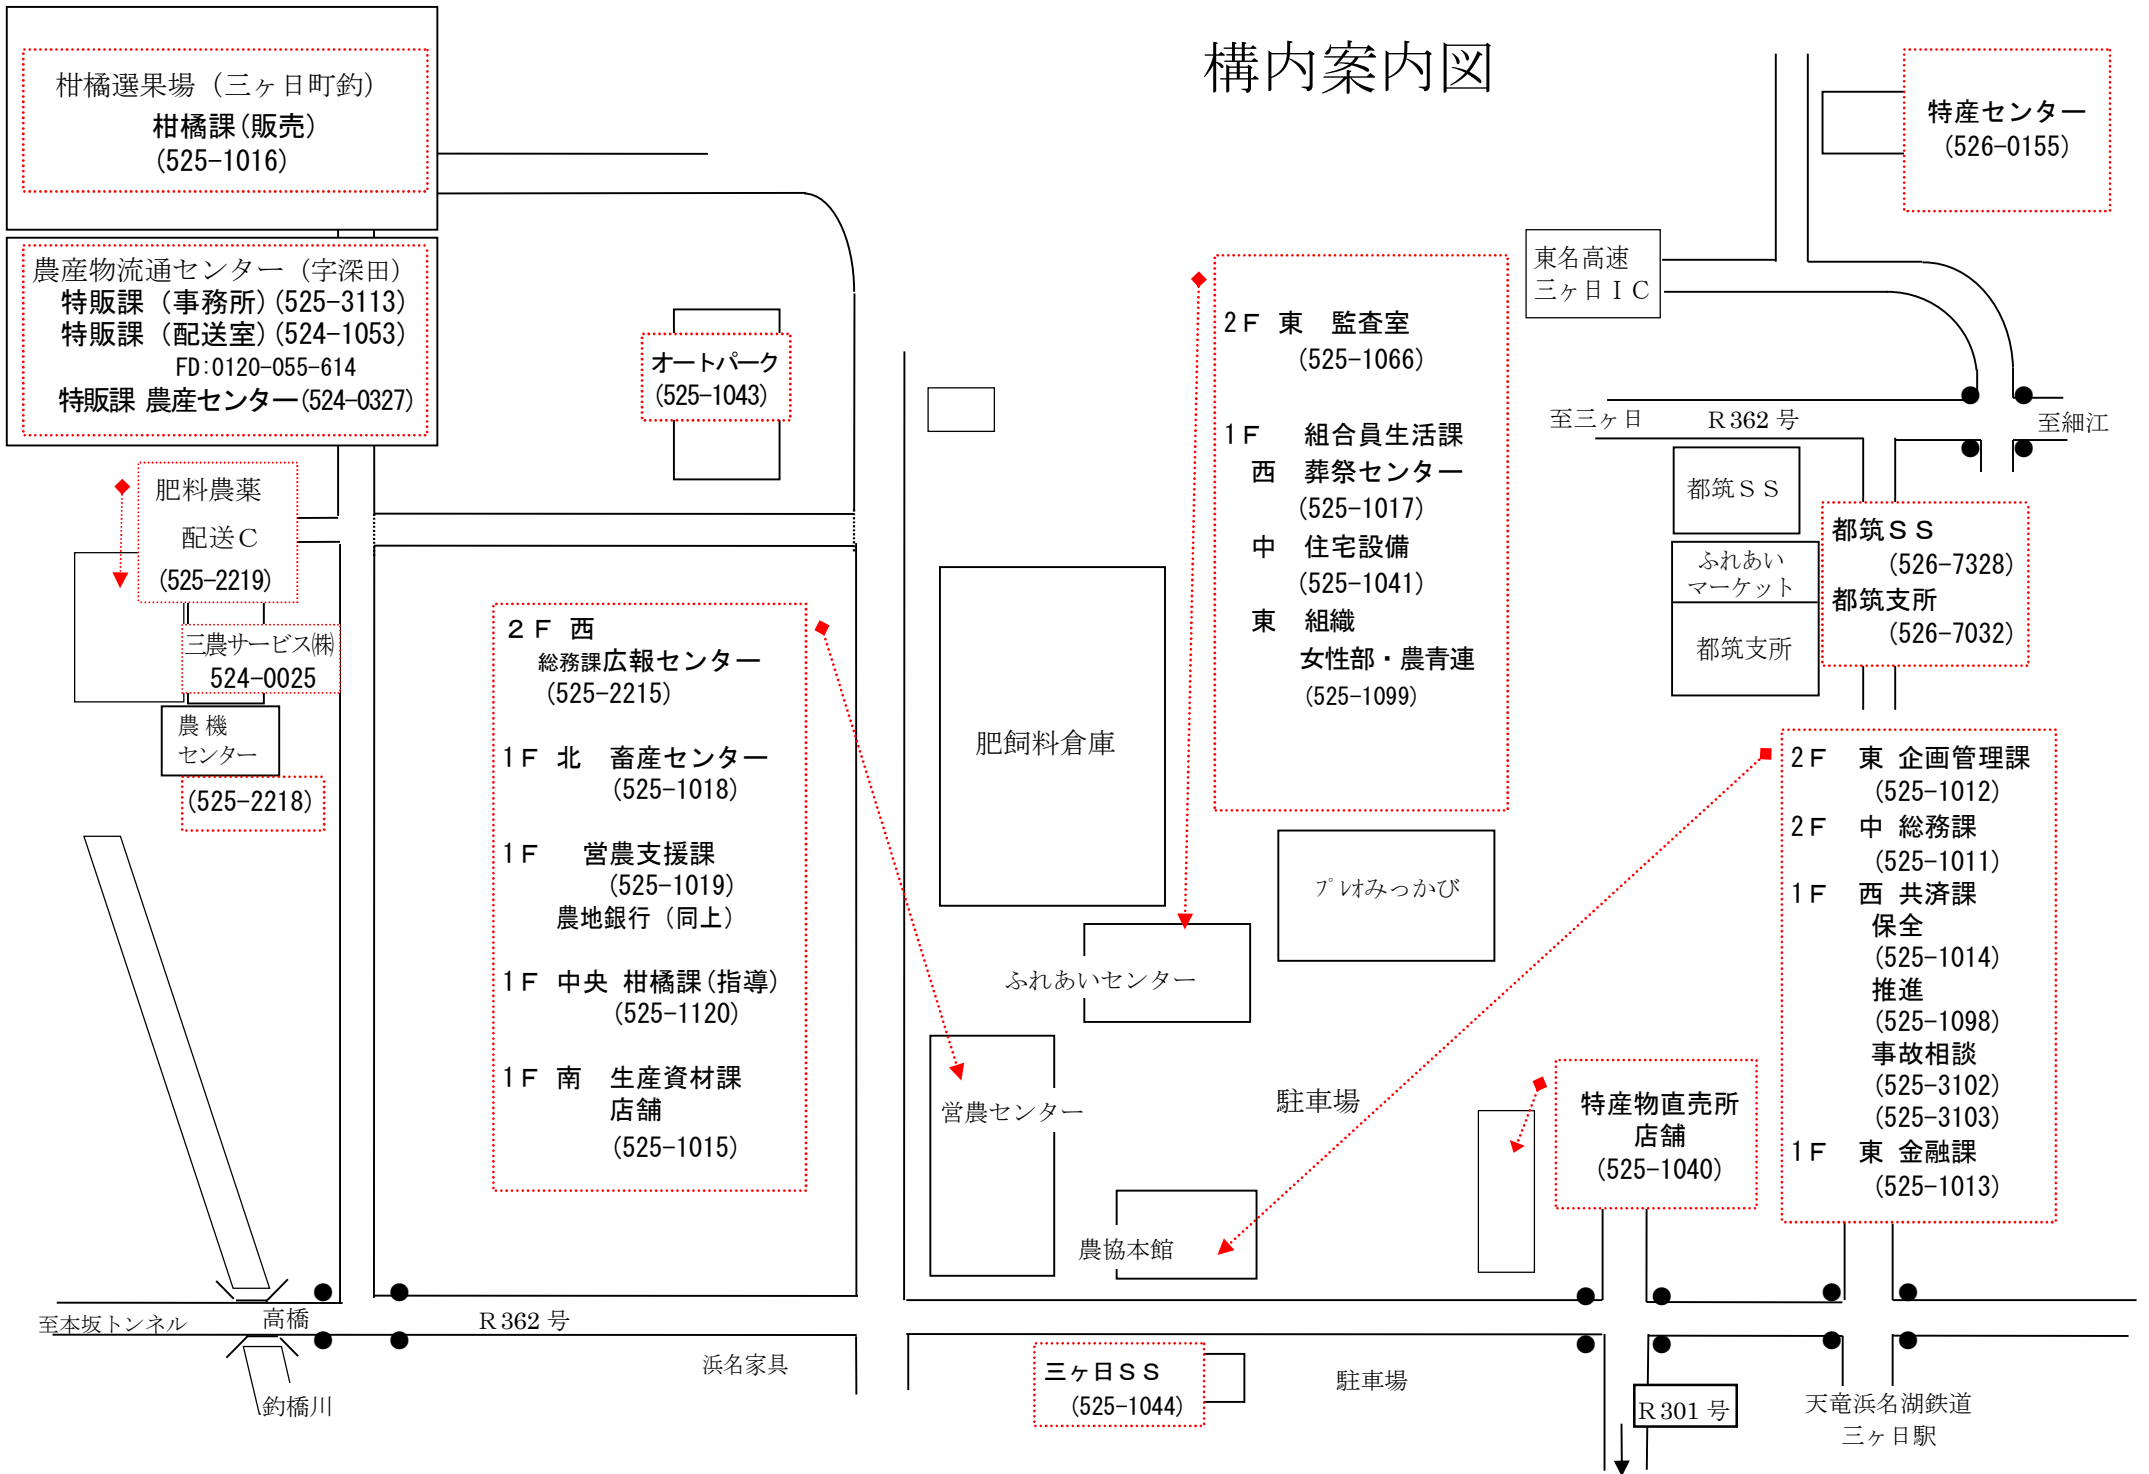 構内案内図
柑橘選果場（三ヶ日町釣）
柑橘課(販売)
(525-1016)
農産物流通センター（字深田）
特販課（事務所）(525-3113)
特販課（配送室）(524-1053)
FD:0120-055-614
特販課 農産センター(524-0327)
肥料農薬
配送Ｃ
(525-2219)
三農サービス㈱
524-0025
農 機
センター
(525-2218)
オートパーク
(525-1043)
２Ｆ 西
総務課広報センター
(525-2215)
1Ｆ 北　畜産センター
(525-1018)
1Ｆ　営農支援課
(525-1019)
農地銀行（同上）
1Ｆ 中央 柑橘課(指導)
(525-1120)
1Ｆ 南　生産資材課
店舗
(525-1015)
肥飼料倉庫
ふれあいセンター
営農センター
農協本館
駐車場
2Ｆ 東　監査室
(525-1066)
1Ｆ　組合員生活課
西　葬祭センター
(525-1017)
中　住宅設備
(525-1041)
東　組織
女性部・農青連
(525-1099)
ﾌﾟﾚｵみっかび
特産センター
(526-0155)
東名高速
三ヶ日ＩＣ
至三ヶ日
Ｒ362 号
至細江
都筑ＳＳ
ふれあい
マーケット
都筑支所
都筑ＳＳ
(526-7328)
都筑支所
(526-7032)
2Ｆ　東 企画管理課
(525-1012)
2Ｆ　中 総務課
(525-1011)
1Ｆ　西 共済課
保全
(525-1014)
推進
(525-1098)
事故相談
(525-3102)
(525-3103)
1Ｆ　東 金融課
(525-1013)
特産物直売所
店舗
(525-1040)
至本坂トンネル
高橋
Ｒ362 号
釣橋川
浜名家具
三ヶ日ＳＳ
(525-1044)
駐車場
Ｒ301 号
天竜浜名湖鉄道
三ヶ日駅